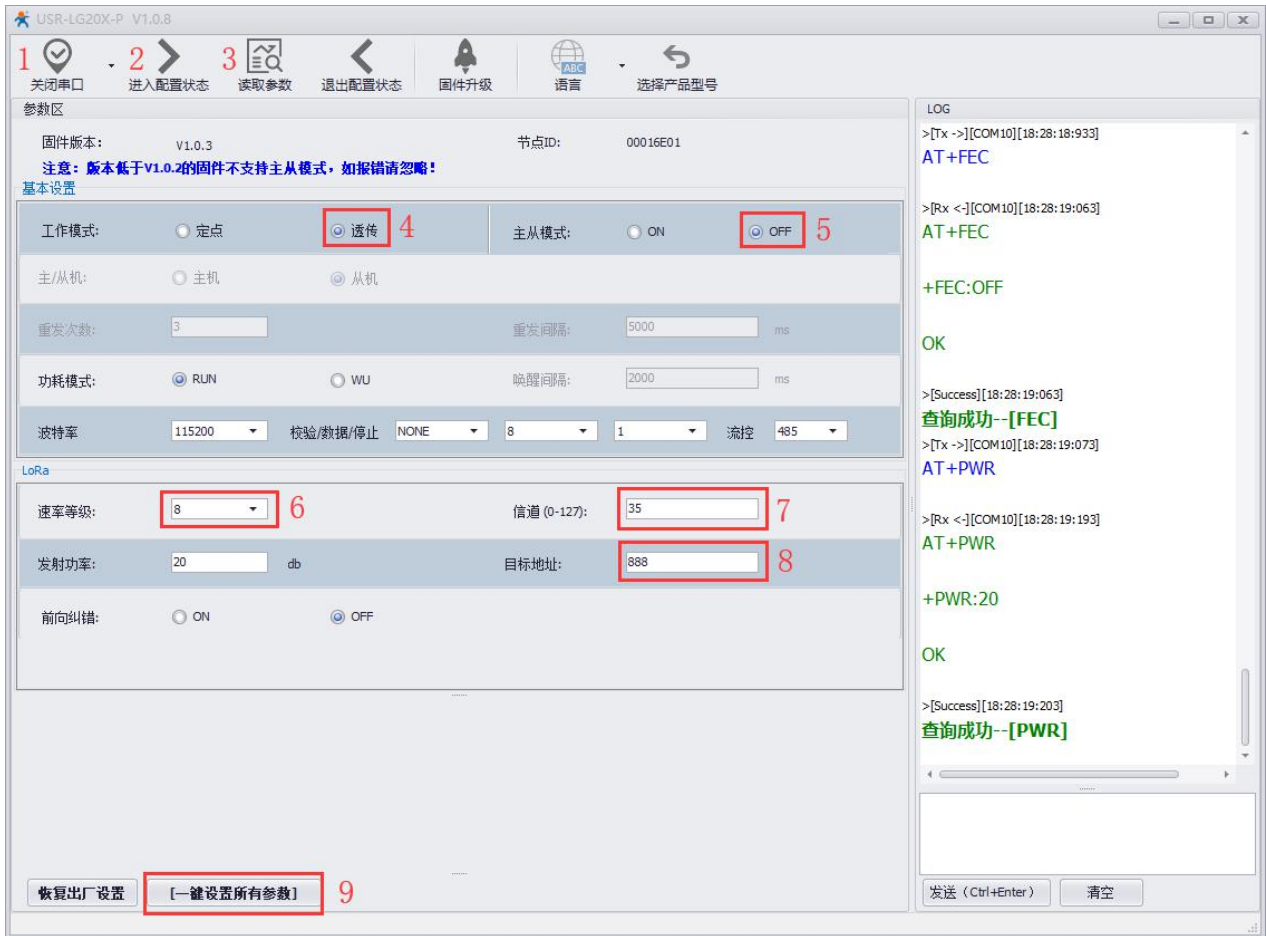 USR-LG20X-P V1.0.8
1 2 3
关闭串口 进入配置状态 读取参数 退出配置状态 固件升级 ABC 语言 选择产品型号
参数区
固件版本: V1.0.3 节点ID: 00016E01
注意：版本低于V1.0.2的固件不支持主从模式，如报错请忽略！
基本设置
工作模式: 定点 透传 4 主从模式: ON OFF 5
主/从机: 主机 从机
重发次数: 3 重发间隔: 5000 ms
功耗模式: RUN WU 唤醒间隔: 2000 ms
波特率 115200 校验/数据/停止 NONE 8 1 流控 485
LoRa
速率等级: 8 6 信道 (0-127): 35 7
发射功率: 20 db 目标地址: 888 8
前向纠错: ON OFF
恢复出厂设置 [一键设置所有参数] 9
LOG
>[Tx ->][COM10][18:28:18:933]
AT+FEC
>[Rx <-][COM10][18:28:19:063]
AT+FEC
+FEC:OFF
OK
>[Success][18:28:19:063]
查询成功--[FEC]
>[Tx ->][COM10][18:28:19:073]
AT+PWR
>[Rx <-][COM10][18:28:19:193]
AT+PWR
+PWR:20
OK
>[Success][18:28:19:203]
查询成功--[PWR]
发送（Ctrl+Enter） 清空